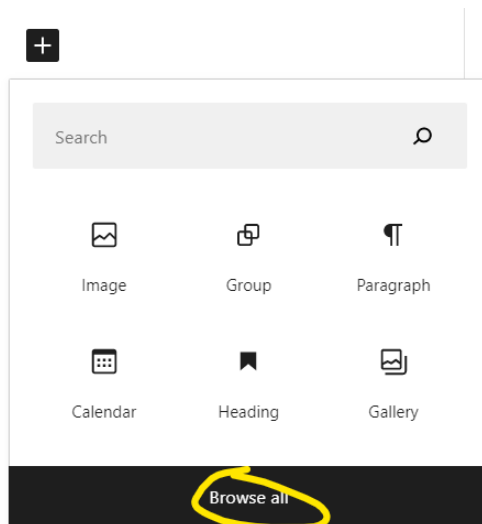 Search
Image Group Paragraph
Calendar Heading Gallery
Browse all